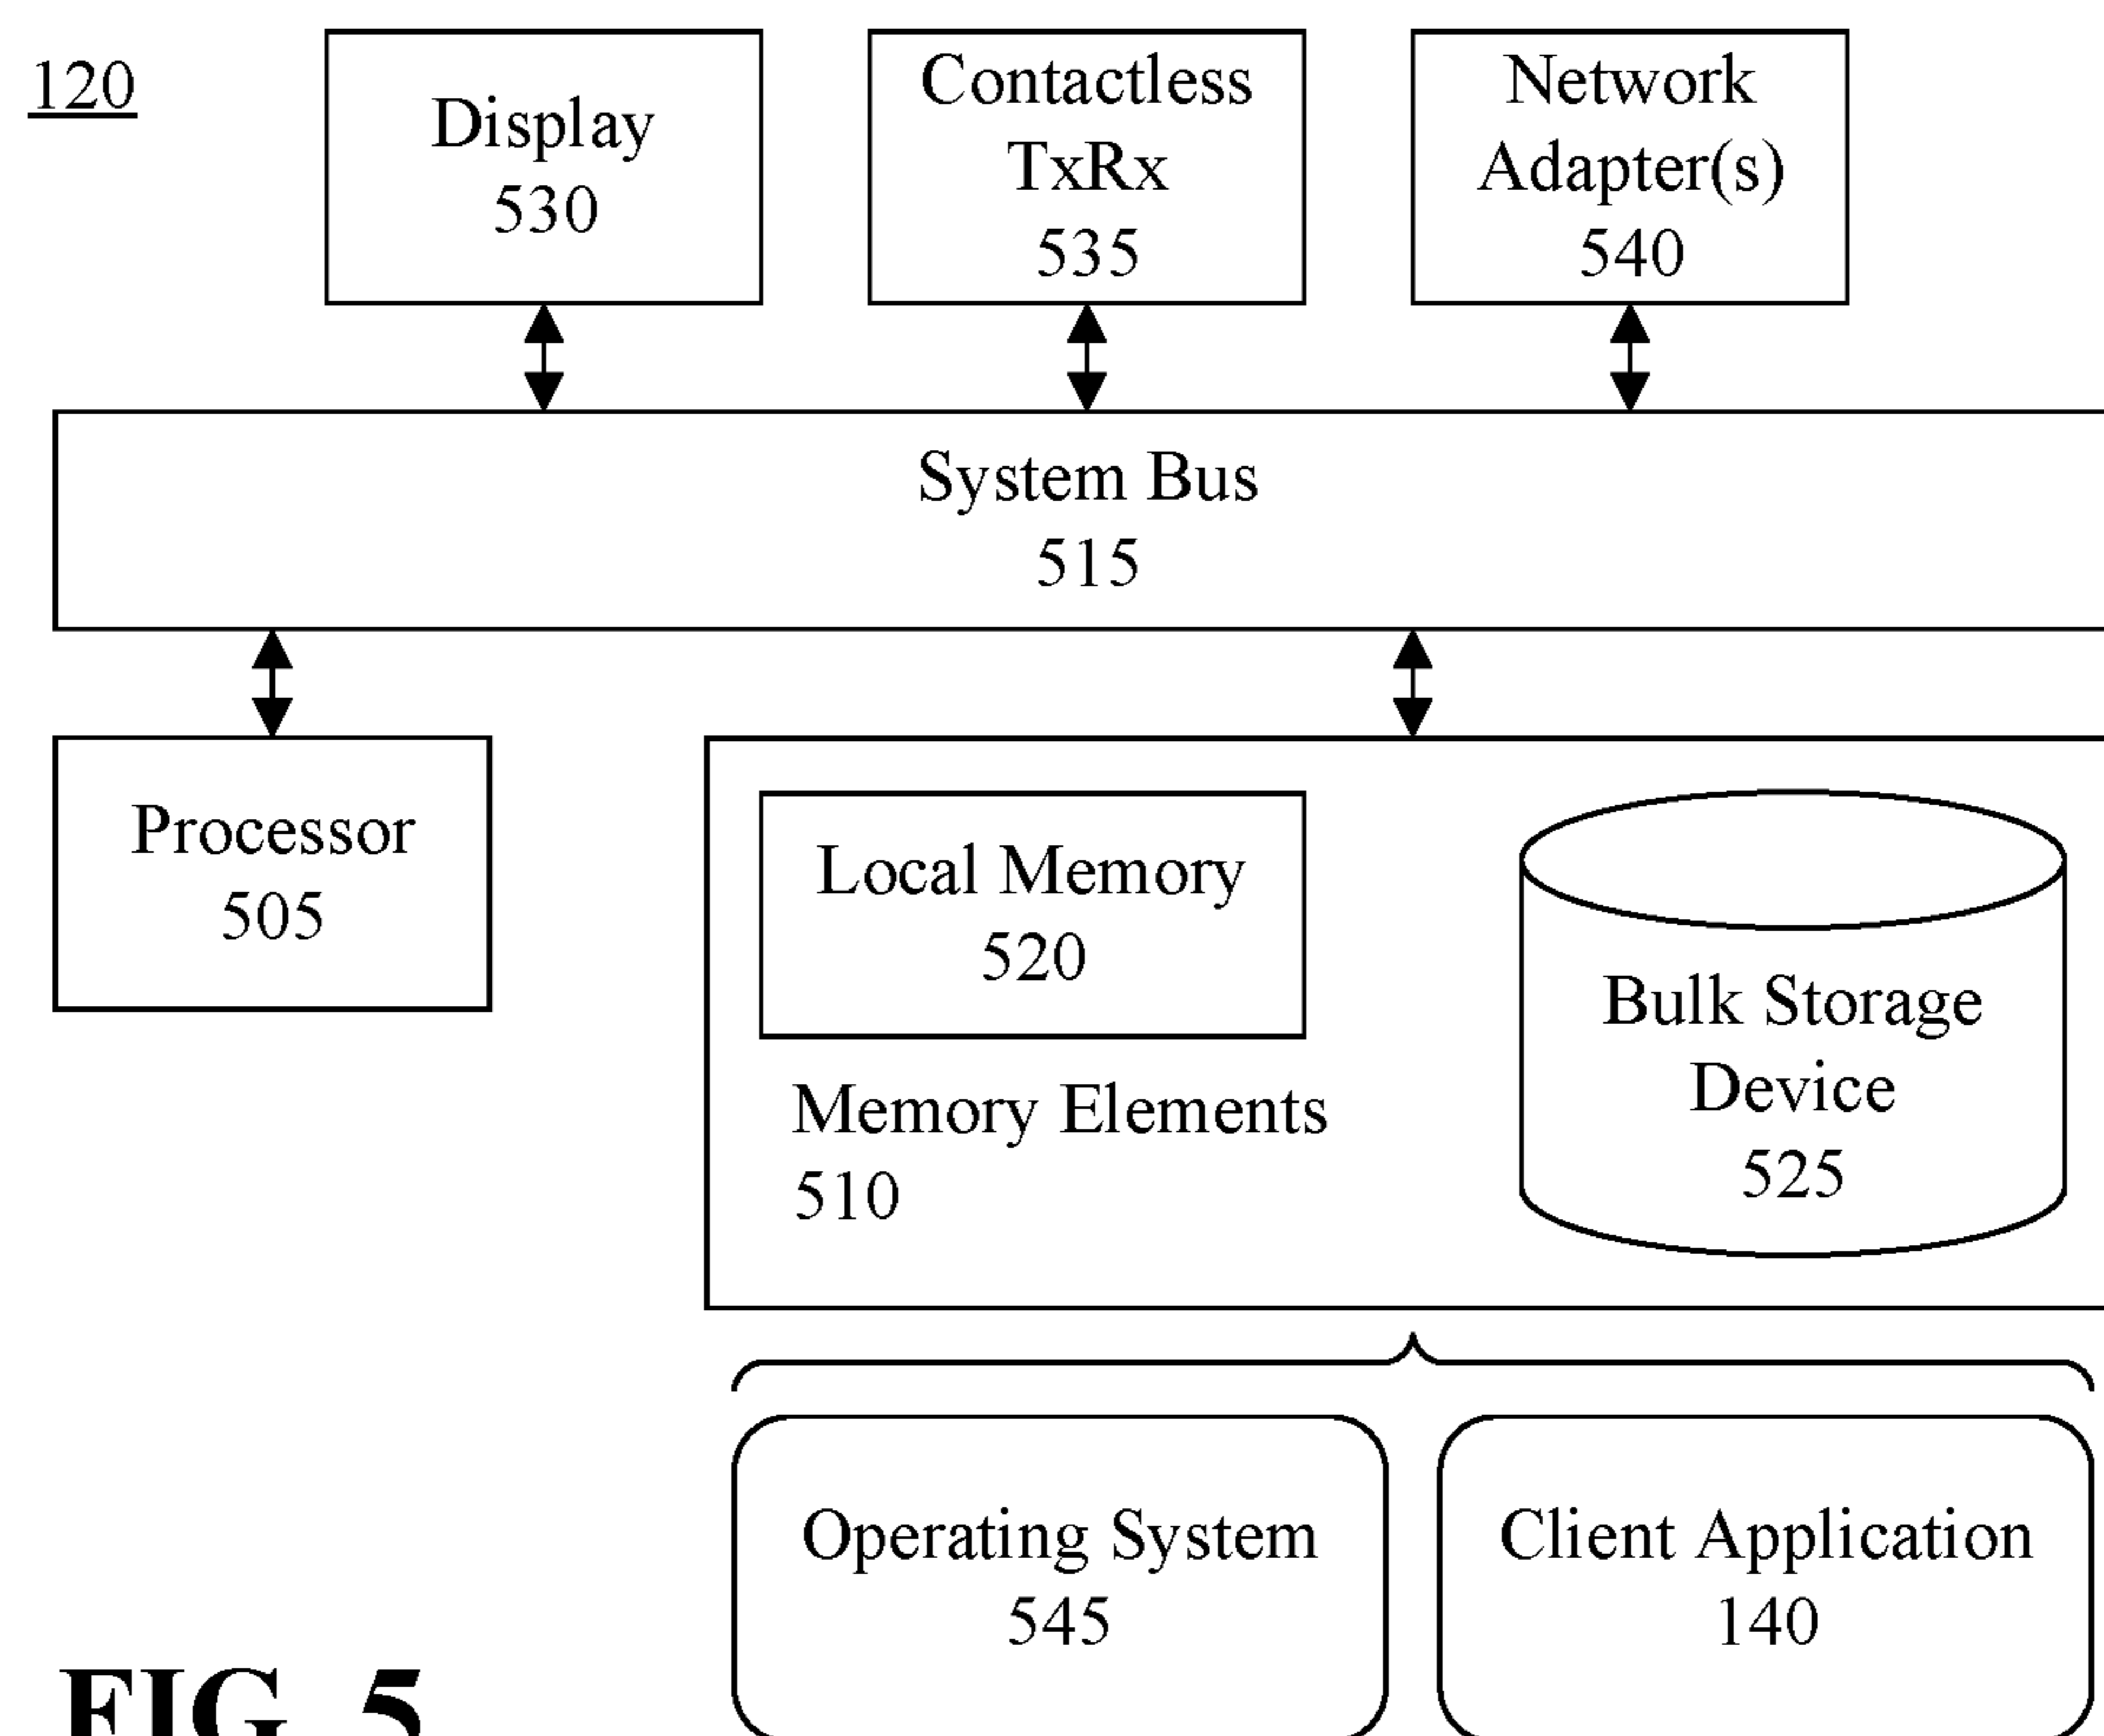 120
Display
530
Contactless
TxRx
535
Network
Adapter(s)
540
System Bus
515
Processor
505
Local Memory
520
Memory Elements
510
Bulk Storage
Device
525
Operating System
545
Client Application
140
FIG. 5